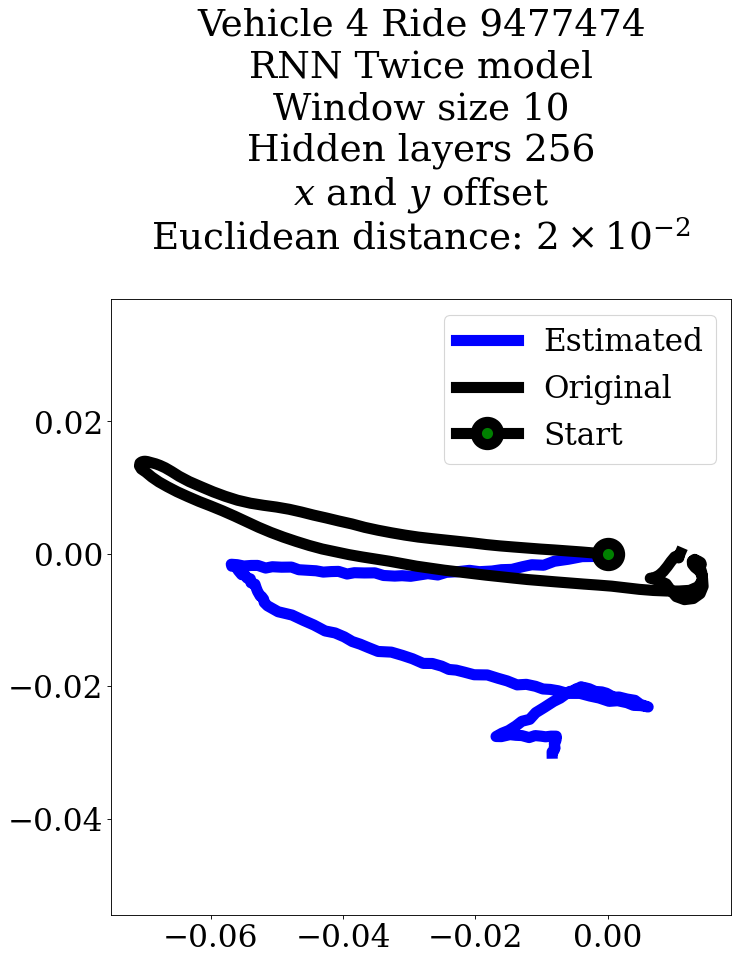 Vehicle 4 Ride 9477474
RNN Twice model
Window size 10
Hidden layers 256
x and y offset
Euclidean distance: 2 × 10⁻²
Estimated
Original
Start
0.02
0.00
−0.02
−0.04
−0.06
−0.04
−0.02
0.00